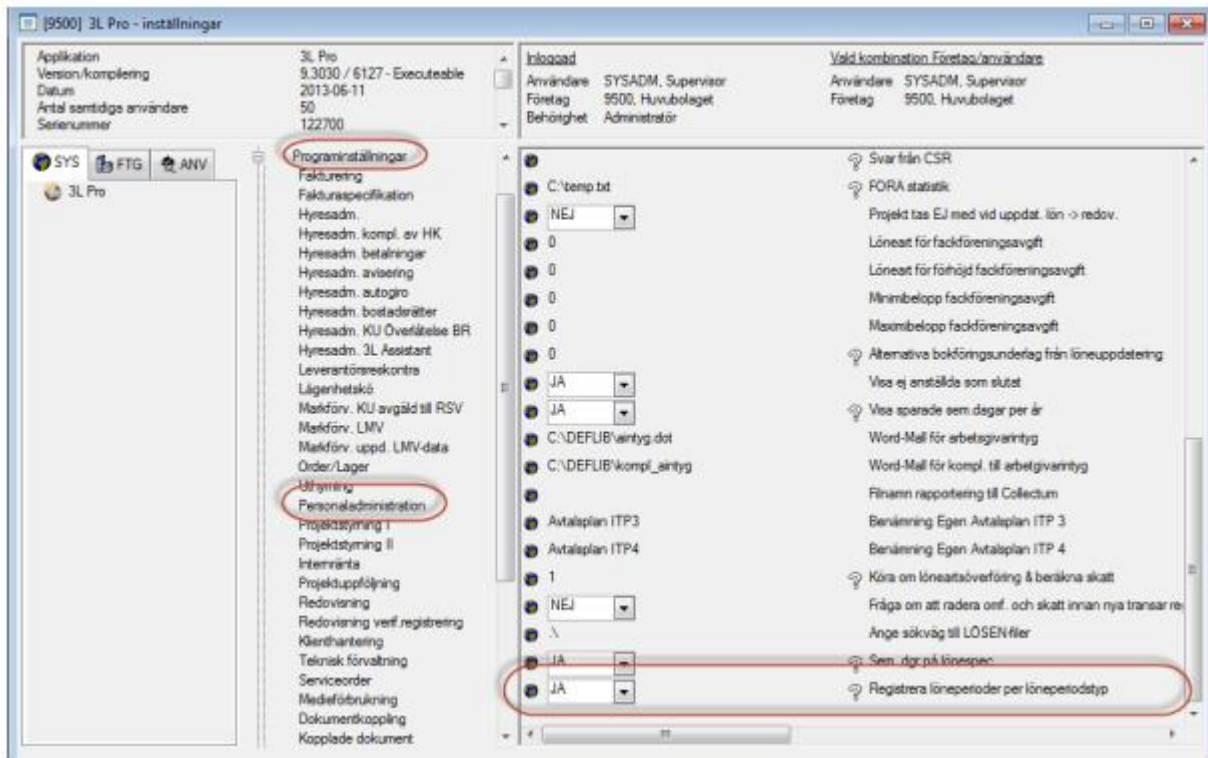 [9500] 3L Pro - inställningar
Applikation 3L Pro
Version/kompilering 9.3030 / 6127 - Executeable
Datum 2013-06-11
Antal samtidiga användare 50
Serienummer 122700
Inloggad
Användare SYSADM, Supervisor
Företag 9500, Huvubolaget
Behörighet Administratör
Vald kombination Företag/användare
Användare SYSADM, Supervisor
Företag 9500, Huvubolaget
SYS FTG ANV
3L Pro
Programinställningar
Fakturering
Fakturaspecifikation
Hyresadm.
Hyresadm. kompl. av HK
Hyresadm. betalningar
Hyresadm. avisering
Hyresadm. autogiro
Hyresadm. bostadsrätter
Hyresadm. KU Överlåtelse BR
Hyresadm. 3L Assistant
Leverantörsreskontra
Lägenhetskö
Markförv. KU avgäld till RSV
Markförv. LMV
Markförv. uppd. LMV-data
Order/Lager
Uthyrning
Personaladministration
Projektstyrning I
Projektstyrning II
Internränta
Projektuppföljning
Redovisning
Redovisning verif.registrering
Klienthantering
Teknisk förvaltning
Serviceorder
Medieförbrukning
Dokumentkoppling
Kopplade dokument
Svar från CSR
C:\temp.txt FORA statistik
NEJ Projekt tas EJ med vid uppdat. lön -> redov.
0 Löneart för fackföreningsavgift
0 Löneart för förhöjd fackföreningsavgift
0 Minimibelopp fackföreningsavgift
0 Maximibelopp fackföreningsavgift
0 Alternativa bokföringsunderlag från löneuppdatering
JA Visa ej anställda som slutat
JA Visa sparade sem.dagar per år
C:\DEFLIB\aintyg.dot Word-Mall för arbetsgivarintyg
C:\DEFLIB\kompl_aintyg Word-Mall för kompl. till arbetgivarintyg
Filnamn rapportering till Collectum
Avtalsplan ITP3 Benämning Egen Avtalsplan ITP 3
Avtalsplan ITP4 Benämning Egen Avtalsplan ITP 4
1 Köra om löneartsöverföring & beräkna skatt
NEJ Fråga om att radera omf. och skatt innan nya transar re
.\ Ange sökväg till LÖSEN-filer
JA Sem. dgr på lönespec
JA Registrera löneperioder per löneperiodstyp